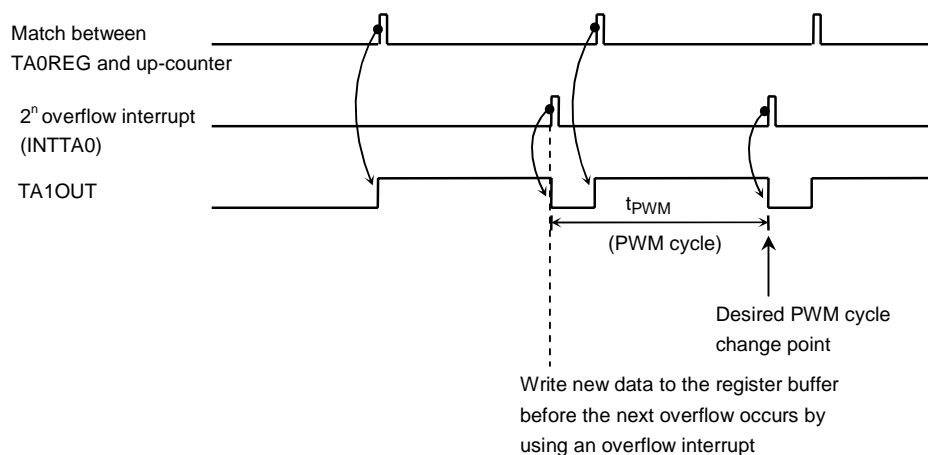 Match between
TA0REG and up-counter
2ⁿ overflow interrupt
(INTTA0)
TA1OUT
tPWM
(PWM cycle)
Desired PWM cycle
change point
Write new data to the register buffer
before the next overflow occurs by
using an overflow interrupt